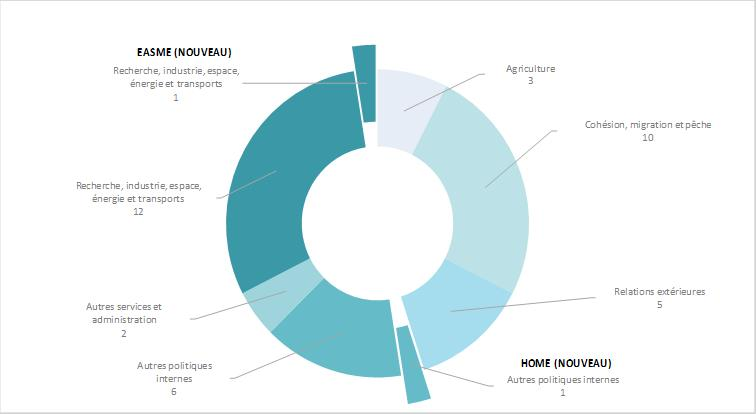 EASME (NOUVEAU)
Recherche, industrie, espace,
énergie et transports
1
Agriculture
3
Cohésion, migration et pêche
10
Recherche, industrie, espace,
énergie et transports
12
Relations extérieures
5
Autres services et
administration
2
HOME (NOUVEAU)
Autres politiques internes
1
Autres politiques
internes
6